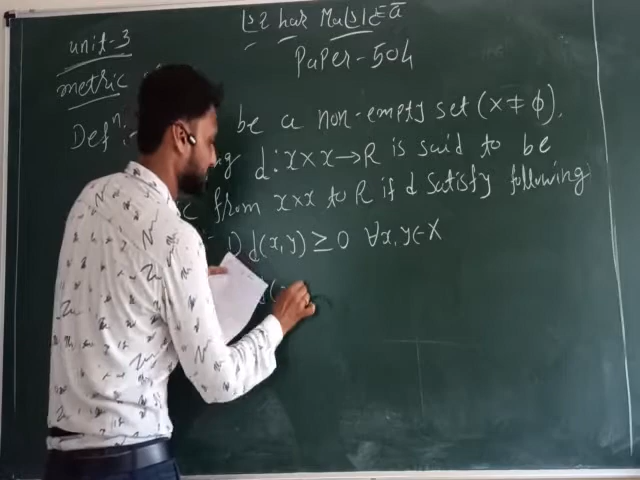 Paper-504
unit-3
metric
Defⁿ:- be a non-empty set (X≠ϕ).
d:X×X→R is said to be
from X×X to R if d satisfy following
1) d(x,y) ≥ 0 ∀x,y∈X
d(